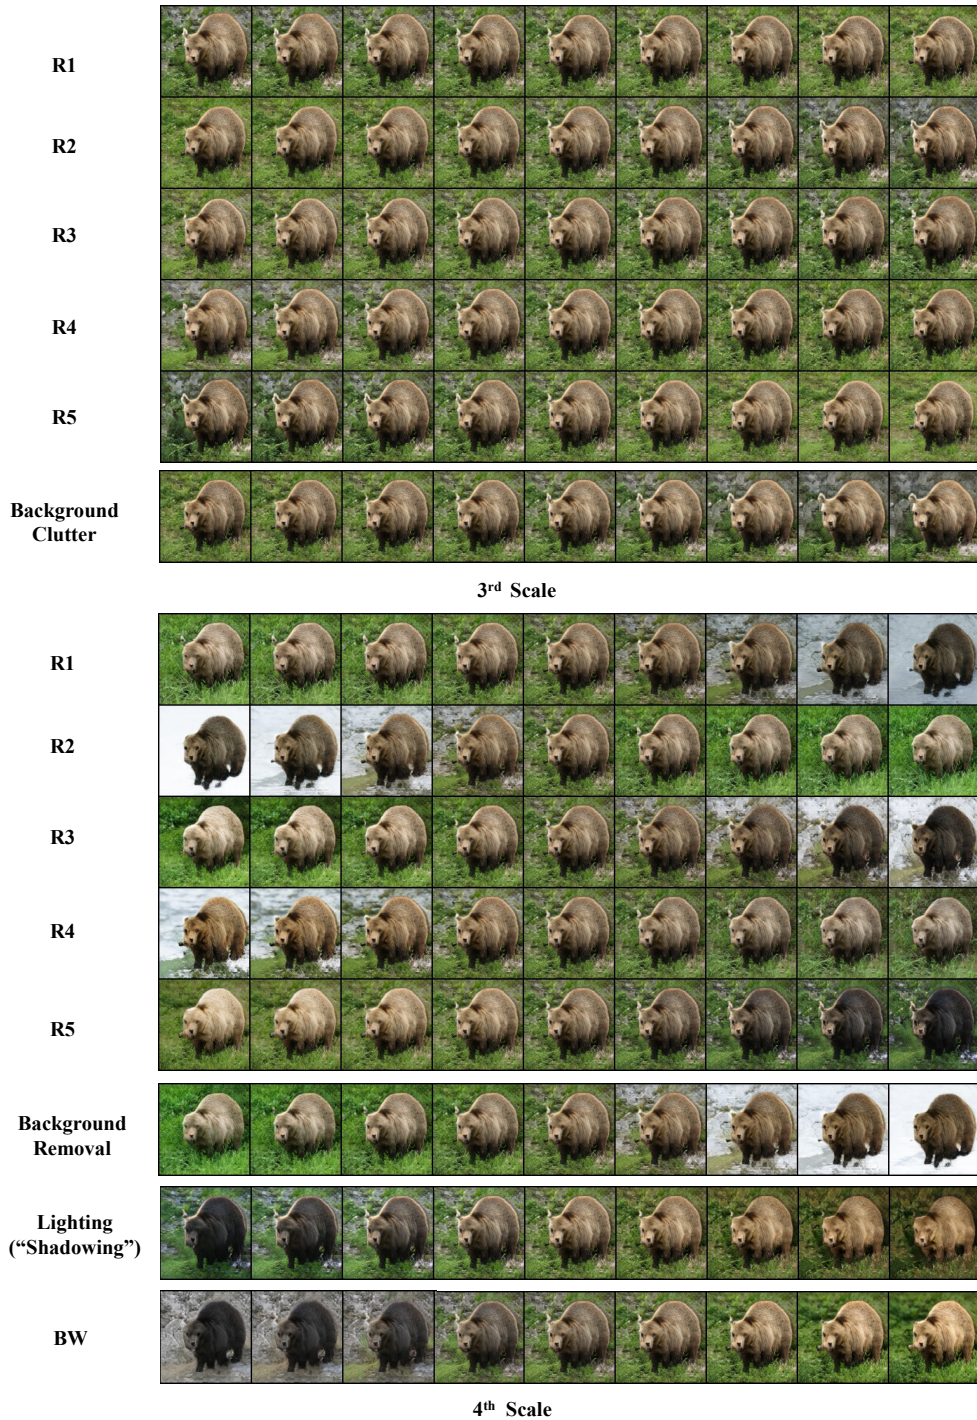 R1
R2
R3
R4
R5
Background
Clutter
3rd Scale
R1
R2
R3
R4
R5
Background
Removal
Lighting
(“Shadowing”)
BW
4th Scale